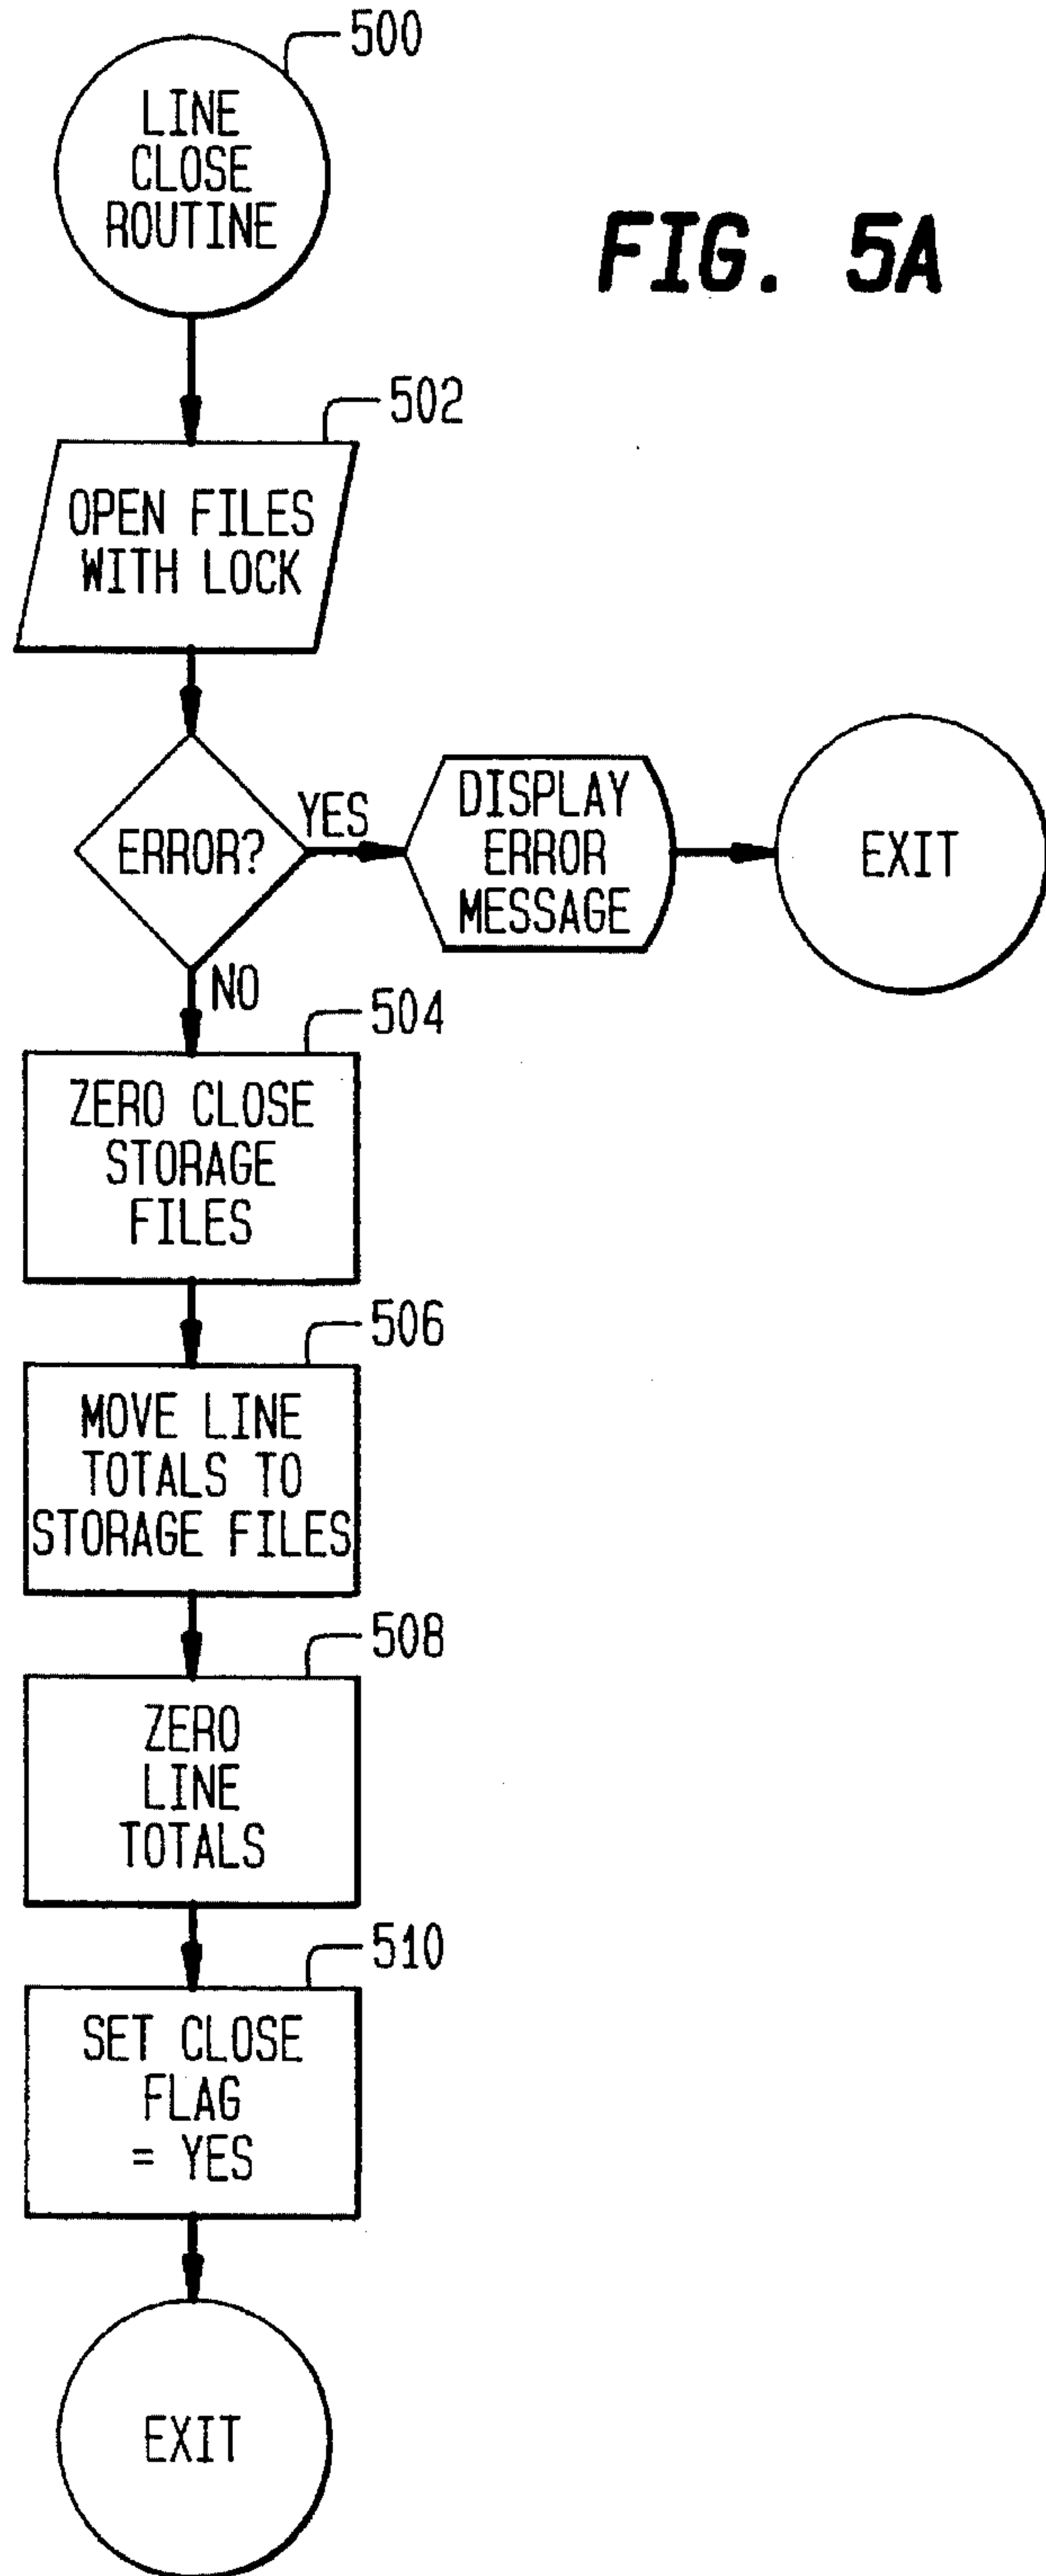 500
LINE
CLOSE
ROUTINE
FIG. 5A
502
OPEN FILES
WITH LOCK
ERROR?
YES
DISPLAY
ERROR
MESSAGE
EXIT
NO
504
ZERO CLOSE
STORAGE
FILES
506
MOVE LINE
TOTALS TO
STORAGE FILES
508
ZERO
LINE
TOTALS
510
SET CLOSE
FLAG
= YES
EXIT